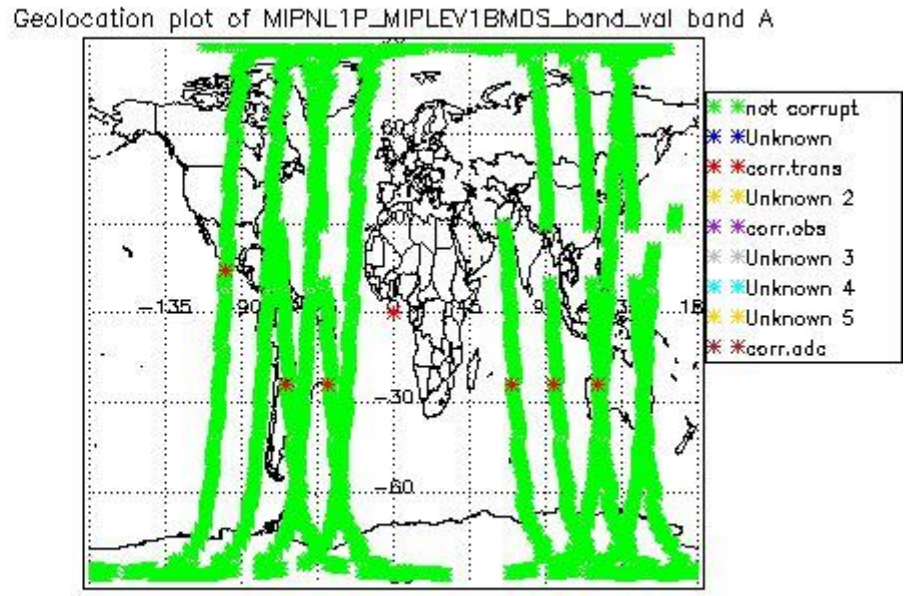 Geolocation plot of MIPNL1P_MIPLEV1BMDS_band_val band A
not corrupt
Unknown
corr.trans
Unknown 2
corr.obs
Unknown 3
Unknown 4
Unknown 5
corr.adc
60
-135
-30
-60